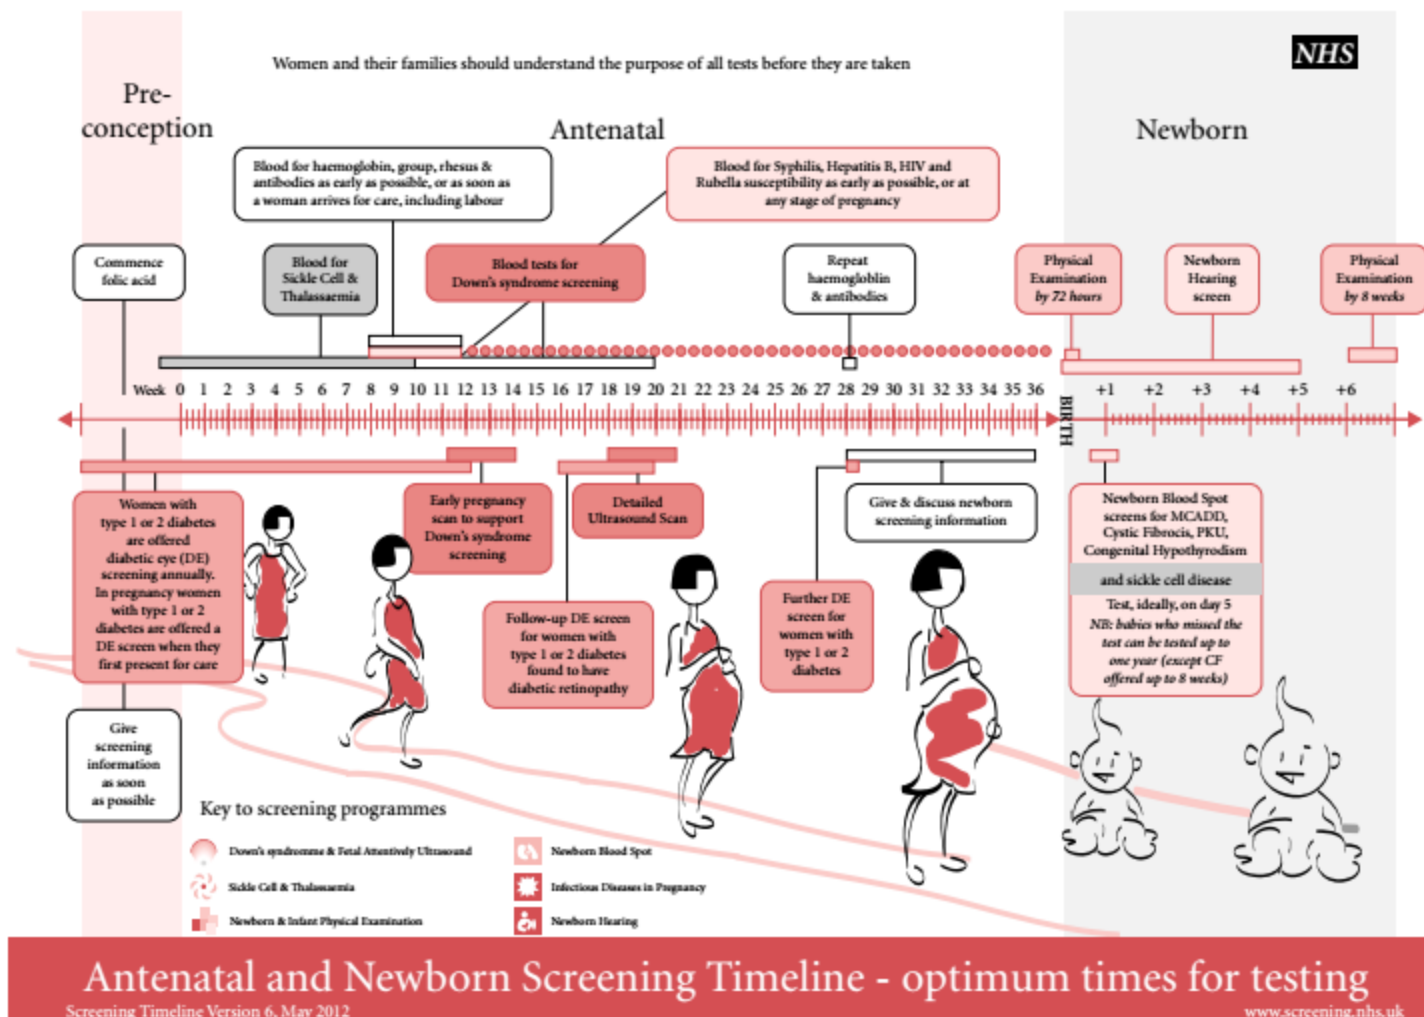 NHS
Women and their families should understand the purpose of all tests before they are taken
Pre-
conception
Antenatal
Newborn
Blood for haemoglobin, group, rhesus &
antibodies as early as possible, or as soon as
a woman arrives for care, including labour
Blood for Syphilis, Hepatitis B, HIV and
Rubella susceptibility as early as possible, or at
any stage of pregnancy
Commence
folic acid
Blood for
Sickle Cell &
Thalassaemia
Blood tests for
Down's syndrome screening
Repeat
haemogloblin
& antibodies
Physical
Examination
by 72 hours
Newborn
Hearing
screen
Physical
Examination
by 8 weeks
Week 0 1 2 3 4 5 6 7 8 9 10 11 12 13 14 15 16 17 18 19 20 21 22 23 24 25 26 27 28 29 30 31 32 33 34 35 36
BIRTH
+1 +2 +3 +4 +5 +6
Women with
type 1 or 2 diabetes
are offered
diabetic eye (DE)
screening annually.
In pregnancy women
with type 1 or 2
diabetes are offered a
DE screen when they
first present for care
Early pregnancy
scan to support
Down's syndrome
screening
Detailed
Ultrasound Scan
Give & discuss newborn
screening information
Newborn Blood Spot
screens for MCADD,
Cystic Fibrocis, PKU,
Congenital Hypothyrodism
and sickle cell disease
Test, ideally, on day 5
NB: babies who missed the
test can be tested up to
one year (except CF
offered up to 8 weeks)
Follow-up DE screen
for women with
type 1 or 2 diabetes
found to have
diabetic retinopathy
Further DE
screen for
women with
type 1 or 2
diabetes
Give
screening
information
as soon
as possible
Key to screening programmes
Down's syndromme & Fetal Attentively Ultrasound
Sickle Cell & Thalassaemia
Newborn & Infant Physical Examination
Newborn Blood Spot
Infectious Diseases in Pregnancy
Newborn Hearing
Antenatal and Newborn Screening Timeline - optimum times for testing
Screening Timeline Version 6, May 2012
www.screening.nhs.uk